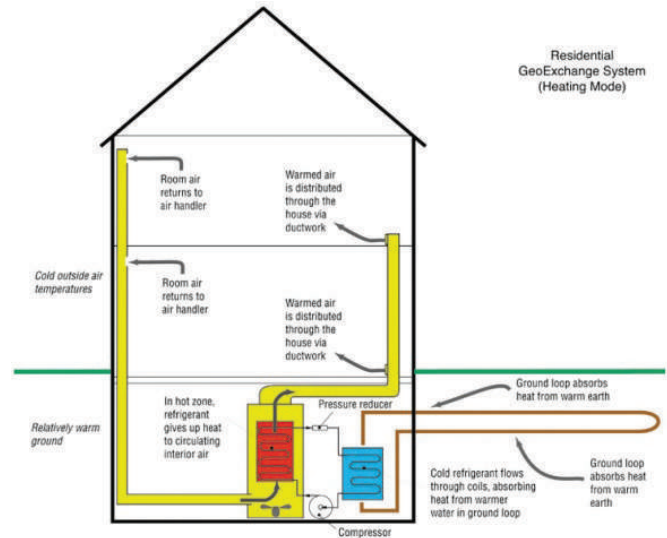 Residential
GeoExchange System
(Heating Mode)
Room air
returns to
air handler
Warmed air
is distributed
through the
house via
ductwork
Cold outside air
temperatures
Room air
returns to
air handler
Warmed air
is distributed
through the
house via
ductwork
In hot zone,
refrigerant
gives up heat
to circulating
interior air
Pressure reducer
Ground loop absorbs
heat from warm earth
Relatively warm
ground
Cold refrigerant flows
through coils, absorbing
heat from warmer
water in ground loop
Ground loop
absorbs heat
from warm
earth
Compressor